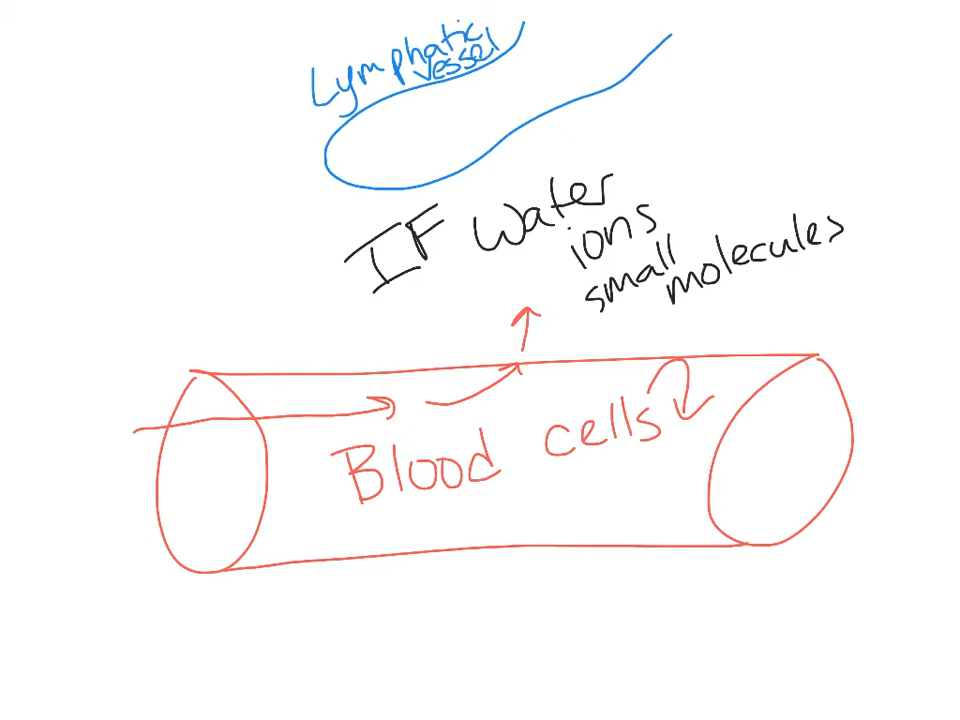 Lymphatic
vessel
IF Water
ions
small
molecules
Blood cells